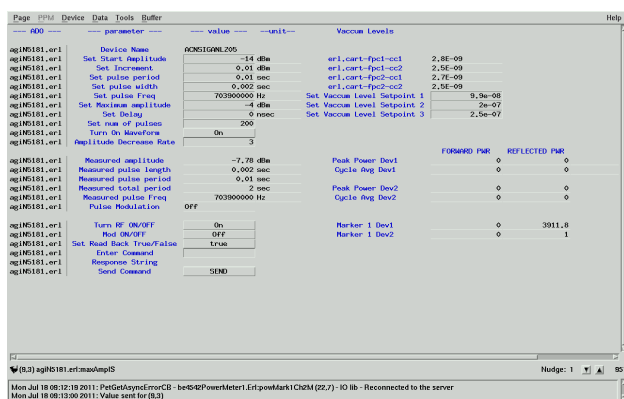 Page PPM Device Data Tools Buffer Help
--- ADO --- --- parameter --- --- value --- --unit-- Vaccum Levels
agiN5181.erl Device Name ACNSIGANL205
agiN5181.erl Set Start Amplitude -14 dBm erl.cart-fpc1-cc1 2.8E-09
agiN5181.erl Set Increment 0.01 dBm erl.cart-fpc1-cc2 2.5E-09
agiN5181.erl Set pulse period 0.01 sec erl.cart-fpc2-cc1 2.7E-09
agiN5181.erl Set pulse width 0.002 sec erl.cart-fpc2-cc2 2.5E-09
agiN5181.erl Set pulse Freq 703900000 Hz Set Vaccum Level Setpoint 1 9.9e-08
agiN5181.erl Set Maximum amplitude -4 dBm Set Vaccum Level Setpoint 2 2e-07
agiN5181.erl Set Delay 0 nsec Set Vaccum Level Setpoint 3 2.5e-07
agiN5181.erl Set num of pulses 200
agiN5181.erl Turn On Waveform On
agiN5181.erl Amplitude Decrease Rate 3
FORWARD PWR REFLECTED PWR
agiN5181.erl Measured amplitude -7.78 dBm Peak Power Dev1 0 0
agiN5181.erl Measured pulse length 0.002 sec Cycle Avg Dev1 0 0
agiN5181.erl Measured pulse period 0.01 sec
agiN5181.erl Measured total period 2 sec Peak Power Dev2 0 0
agiN5181.erl Measured pulse Freq 703900000 Hz Cycle Avg Dev2 0 0
agiN5181.erl Pulse Modulation Off
agiN5181.erl Turn RF ON/OFF On Marker 1 Dev1 0 3911.8
agiN5181.erl Mod ON/OFF Off Marker 1 Dev2 0 1
agiN5181.erl Set Read Back True/False true
agiN5181.erl Enter Command
agiN5181.erl Response String
agiN5181.erl Send Command SEND
(9,3) agiN5181.erl:maxAmplS Nudge: 1
Mon Jul 18 09:12:19 2011: PetGetAsyncErrorCB - be4542PowerMeter1.Erl:powMark1Ch2M (22,7) - IO lib - Reconnected to the server
Mon Jul 18 09:13:00 2011: Value sent for (9,3)